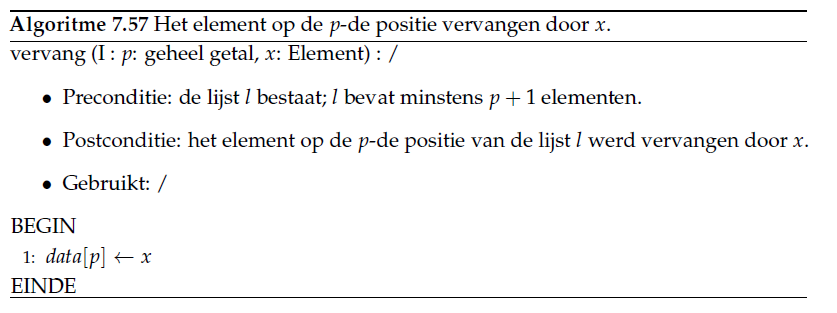 Algoritme 7.57 Het element op de p-de positie vervangen door x.
vervang (I : p: geheel getal, x: Element) : /
• Preconditie: de lijst l bestaat; l bevat minstens p + 1 elementen.
• Postconditie: het element op de p-de positie van de lijst l werd vervangen door x.
• Gebruikt: /
BEGIN
1: data[p] ← x
EINDE